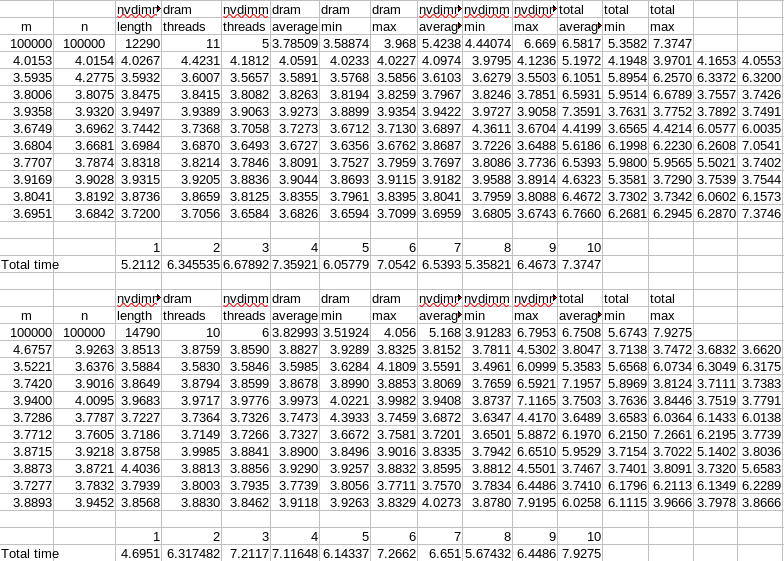 nvdimm dram nvdimm dram dram dram nvdimm nvdimm nvdimm total total total
m n length threads threads average min max average min max average min max
100000 100000 12290 11 5 3.78509 3.58874 3.968 5.4238 4.44074 6.669 6.5817 5.3582 7.3747
4.0153 4.0154 4.0267 4.4231 4.1812 4.0591 4.0233 4.0227 4.0974 3.9795 4.1236 5.1972 4.1948 3.9701 4.1653 4.0553
3.5935 4.2775 3.5932 3.6007 3.5657 3.5891 3.5768 3.5856 3.6103 3.6279 3.5503 6.1051 5.8954 6.2570 6.3372 6.3200
3.8006 3.8075 3.8475 3.8415 3.8082 3.8263 3.8194 3.8259 3.7967 3.8246 3.7851 6.5931 5.9514 6.6789 3.7557 3.7426
3.9358 3.9320 3.9497 3.9389 3.9063 3.9273 3.8899 3.9354 3.9422 3.9727 3.9058 7.3591 3.7631 3.7752 3.7892 3.7491
3.6749 3.6962 3.7442 3.7368 3.7058 3.7273 3.6712 3.7130 3.6897 4.3611 3.6704 4.4199 3.6565 4.4214 6.0577 6.0035
3.6804 3.6681 3.6984 3.6870 3.6493 3.6727 3.6356 3.6762 3.8687 3.7226 3.6488 5.6186 6.1998 6.2230 6.2608 7.0541
3.7707 3.7874 3.8318 3.8214 3.7846 3.8091 3.7527 3.7959 3.7697 3.8086 3.7736 6.5393 5.9800 5.9565 5.5021 3.7402
3.9169 3.9028 3.9315 3.9205 3.8836 3.9044 3.8693 3.9115 3.9182 3.9588 3.8914 4.6323 5.3581 3.7290 3.7539 3.7544
3.8041 3.8192 3.8736 3.8659 3.8125 3.8355 3.7961 3.8395 3.8041 3.7959 3.8088 6.4672 3.7302 3.7342 6.0602 6.1573
3.6951 3.6842 3.7200 3.7056 3.6584 3.6826 3.6594 3.7099 3.6959 3.6805 3.6743 6.7660 6.2681 6.2945 6.2870 7.3746
1 2 3 4 5 6 7 8 9 10
Total time 5.2112 6.345535 6.67892 7.35921 6.05779 7.0542 6.5393 5.35821 6.4673 7.3747
nvdimm dram nvdimm dram dram dram nvdimm nvdimm nvdimm total total total
m n length threads threads average min max average min max average min max
100000 100000 14790 10 6 3.82993 3.51924 4.056 5.168 3.91283 6.7953 6.7508 5.6743 7.9275
4.6757 3.9263 3.8513 3.8759 3.8590 3.8827 3.9289 3.8325 3.8152 3.7811 4.5302 3.8047 3.7138 3.7472 3.6832 3.6620
3.5221 3.6376 3.5884 3.5830 3.5846 3.5985 3.6284 4.1809 3.5591 3.4961 6.0999 5.3583 5.6568 6.0734 6.3049 6.3175
3.7420 3.9016 3.8649 3.8794 3.8599 3.8678 3.8990 3.8853 3.8069 3.7659 6.5921 7.1957 5.8969 6.8124 3.7111 3.7383
3.9400 4.0095 3.9683 3.9717 3.9776 3.9973 4.0221 3.9982 3.9408 3.8737 7.1165 3.7503 3.7636 3.8446 3.7519 3.7791
3.7286 3.7787 3.7227 3.7364 3.7326 3.7473 4.3933 3.7459 3.6872 3.6347 4.4170 3.6489 3.6583 6.0364 6.1433 6.0138
3.7712 3.7605 3.7186 3.7149 3.7266 3.7327 3.6672 3.7581 3.7201 3.6501 5.8872 6.1970 6.2150 7.2661 6.2195 3.7739
3.8715 3.9218 3.8758 3.9985 3.8841 3.8900 3.8496 3.9016 3.8335 3.7942 6.6510 5.9529 3.7154 3.7022 5.1402 3.8036
3.8873 3.8721 4.4036 3.8813 3.8856 3.9290 3.9257 3.8832 3.8595 3.8812 4.5501 3.7467 3.7401 3.8091 3.7320 5.6583
3.7277 3.7832 3.7939 3.8003 3.7935 3.7739 3.8056 3.7711 3.7570 3.7834 6.4486 3.7410 6.1796 6.2113 6.1349 6.2289
3.8893 3.9452 3.8568 3.8830 3.8462 3.9118 3.9263 3.8329 4.0273 3.8780 7.9195 6.0258 6.1115 3.9666 3.7978 3.8666
1 2 3 4 5 6 7 8 9 10
Total time 4.6951 6.317482 7.2117 7.11648 6.14337 7.2662 6.651 5.67432 6.4486 7.9275